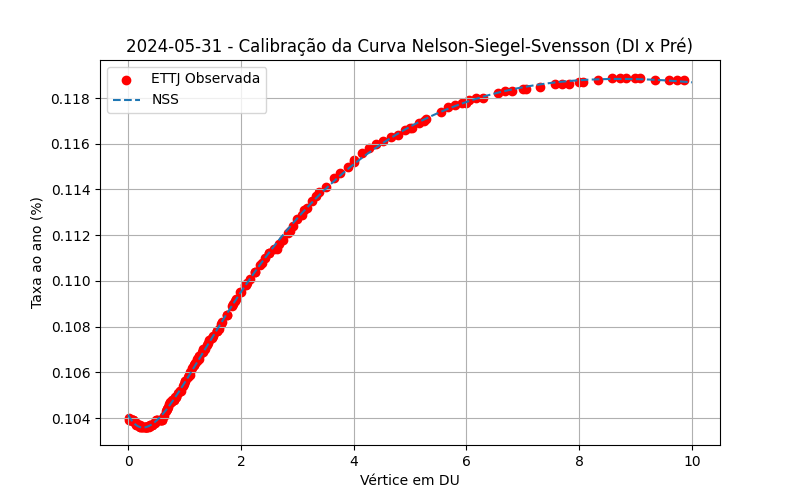 2024-05-31 - Calibração da Curva Nelson-Siegel-Svensson (DI x Pré)
ETTJ Observada
NSS
0.118
0.116
0.114
0.112
0.110
0.108
0.106
0.104
Taxa ao ano (%)
0 2 4 6 8 10
Vértice em DU